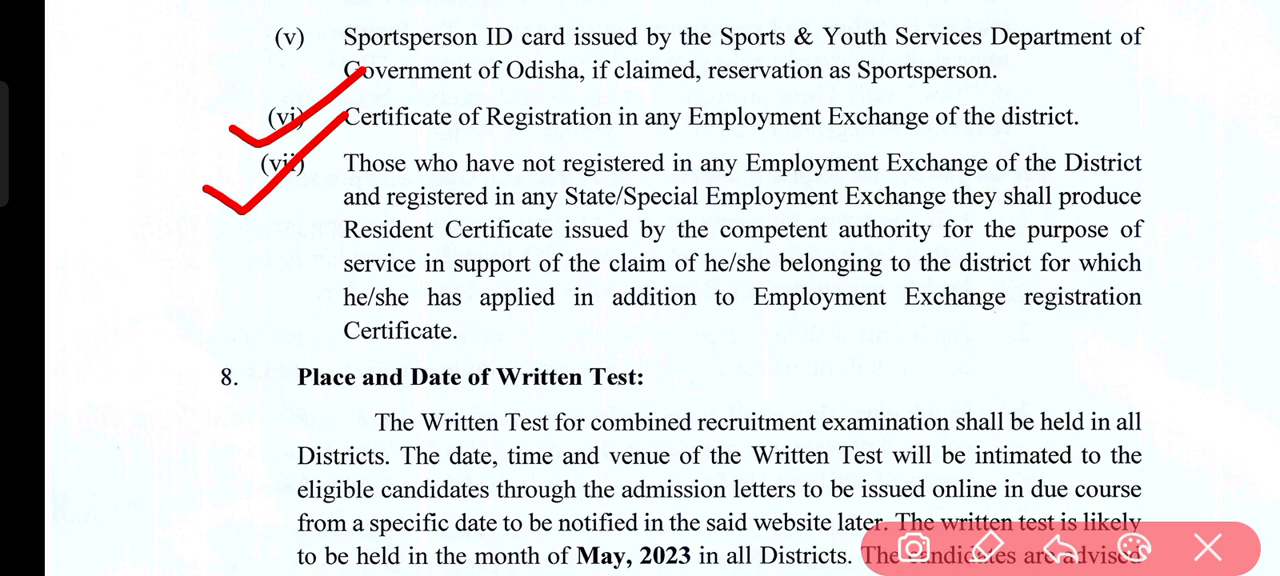 (v) Sportsperson ID card issued by the Sports & Youth Services Department of
Government of Odisha, if claimed, reservation as Sportsperson.
(vi) Certificate of Registration in any Employment Exchange of the district.
(vii) Those who have not registered in any Employment Exchange of the District
and registered in any State/Special Employment Exchange they shall produce
Resident Certificate issued by the competent authority for the purpose of
service in support of the claim of he/she belonging to the district for which
he/she has applied in addition to Employment Exchange registration
Certificate.
8. Place and Date of Written Test:
The Written Test for combined recruitment examination shall be held in all
Districts. The date, time and venue of the Written Test will be intimated to the
eligible candidates through the admission letters to be issued online in due course
from a specific date to be notified in the said website later. The written test is likely
to be held in the month of May, 2023 in all Districts. The candidates are advised